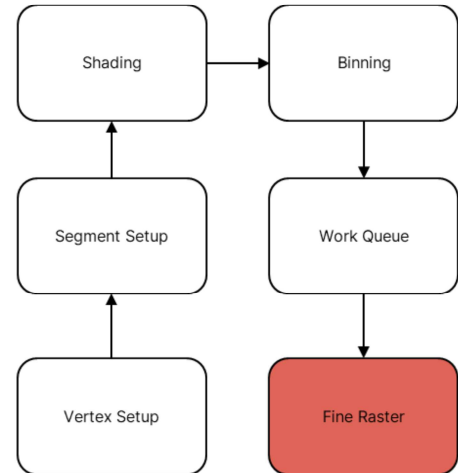 Shading
Binning
Segment Setup
Work Queue
Vertex Setup
Fine Raster